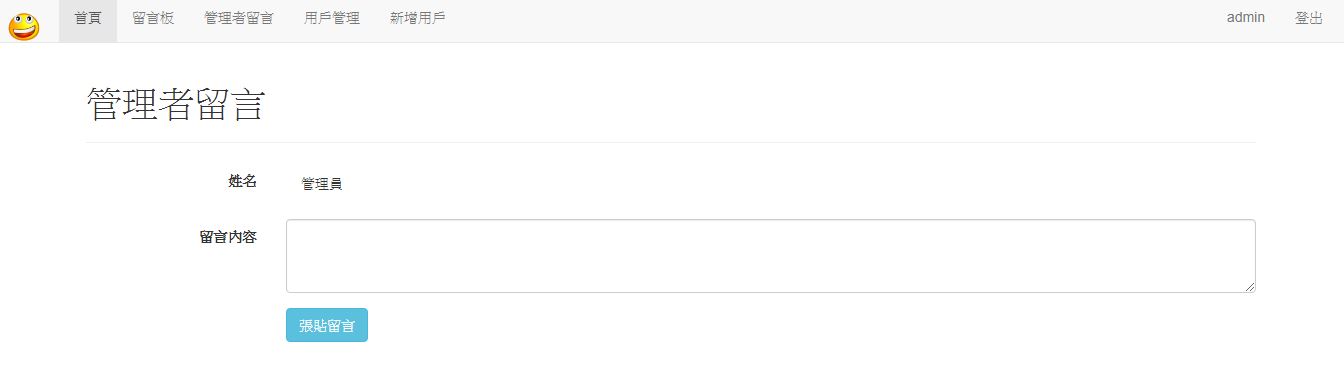 首頁 留言板 管理者留言 用戶管理 新增用戶 admin 登出
管理者留言
姓名 管理員
留言內容
張貼留言